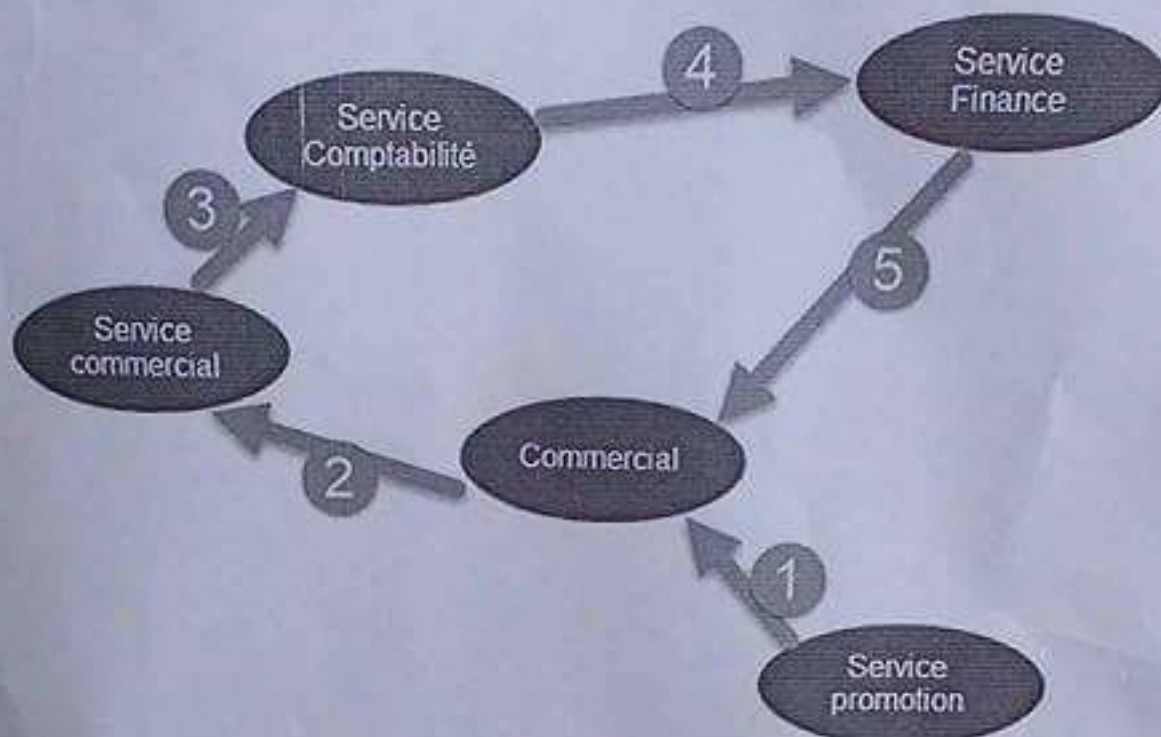 4
Service
Finance
Service
Comptabilité
3
5
Service
commercial
Commercial
2
1
Service
promotion